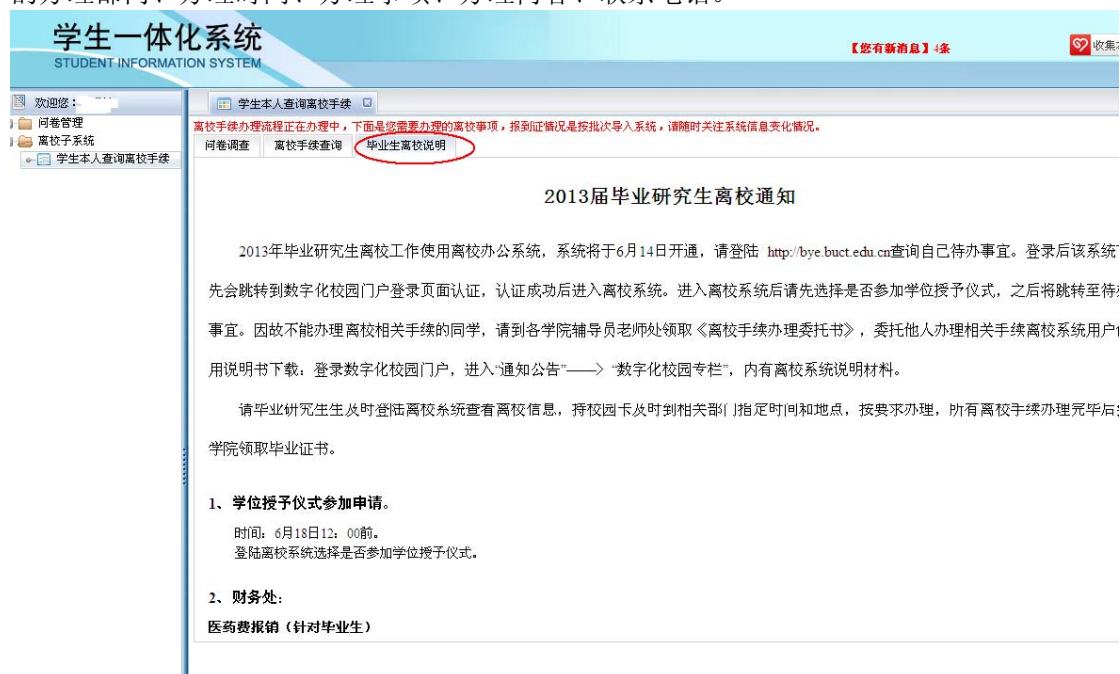 的办理部门、办理时间、办理事项、办理内容、联系电话。
学生一体化系统
STUDENT INFORMATION SYSTEM
【您有新消息】4条
收集
欢迎您：
问卷管理
离校子系统
学生本人查询离校手续
学生本人查询离校手续
离校手续办理流程正在办理中，下面是您需要办理的离校事项，报到证情况是按批次导入系统，请随时关注系统信息变化情况。
问卷调查 离校手续查询 毕业生离校说明
2013届毕业研究生离校通知
2013年毕业研究生离校工作使用离校办公系统，系统将于6月14日开通，请登陆 http://bye.buct.edu.cn查询自己待办事宜。登录后该系统
先会跳转到数字化校园门户登录页面认证，认证成功后进入离校系统。进入离校系统后请先选择是否参加学位授予仪式，之后将跳转至待
事宜。因故不能办理离校相关手续的同学，请到各学院辅导员老师处领取《离校手续办理委托书》，委托他人办理相关手续离校系统用户
用说明书下载：登录数字化校园门户，进入“通知公告”——〉“数字化校园专栏”，内有离校系统说明材料。
请毕业研究生生及时登陆离校系统查看离校信息，持校园卡及时到相关部门指定时间和地点，按要求办理，所有离校手续办理完毕后
学院领取毕业证书。
1、学位授予仪式参加申请。
时间：6月18日12：00前。
登陆离校系统选择是否参加学位授予仪式。
2、财务处：
医药费报销（针对毕业生）